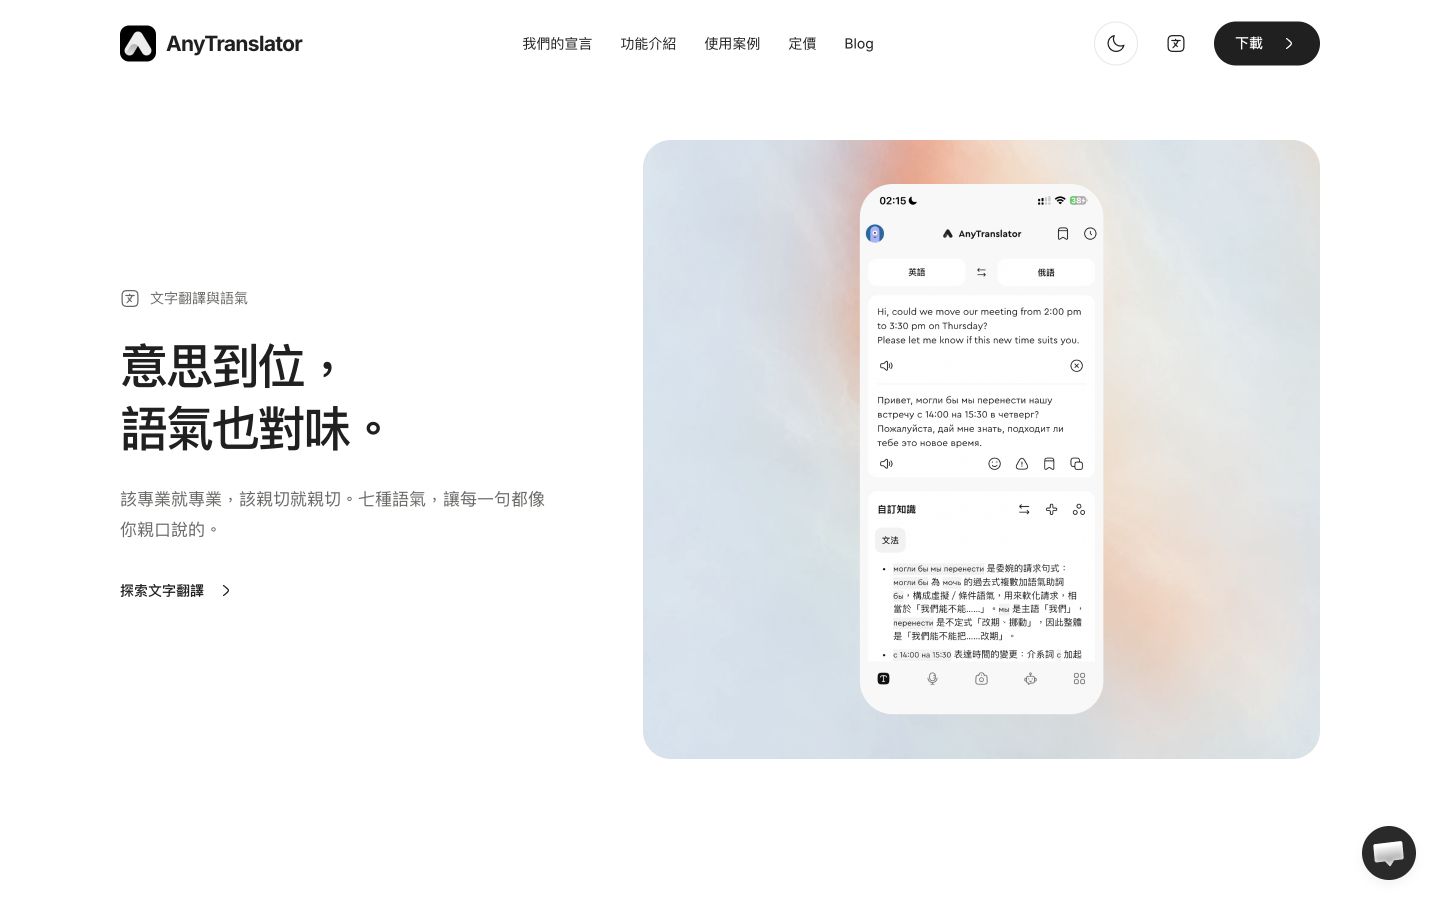 AnyTranslator
我們的宣言
功能介紹
使用案例
定價
Blog
下載
文字翻譯與語氣
意思到位，
語氣也對味。
該專業就專業，該親切就親切。七種語氣，讓每一句都像
你親口說的。
探索文字翻譯
02:15
38+
AnyTranslator
英語
俄語
Hi, could we move our meeting from 2:00 pm
to 3:30 pm on Thursday?
Please let me know if this new time suits you.
Привет, могли бы мы перенести нашу
встречу с 14:00 на 15:30 в четверг?
Пожалуйста, дай мне знать, подходит ли
тебе это новое время.
自訂知識
文法
• могли бы мы перенести 是委婉的請求句式：
могли бы 為 мочь 的過去式複數加語氣助詞
бы，構成虛擬 / 條件語氣，用來軟化請求，相
當於「我們能不能……」。мы 是主語「我們」，
перенести 是不定式「改期、挪動」，因此整體
是「我們能不能把……改期」。
• с 14:00 на 15:30 表達時間的變更：介系詞 с 加起